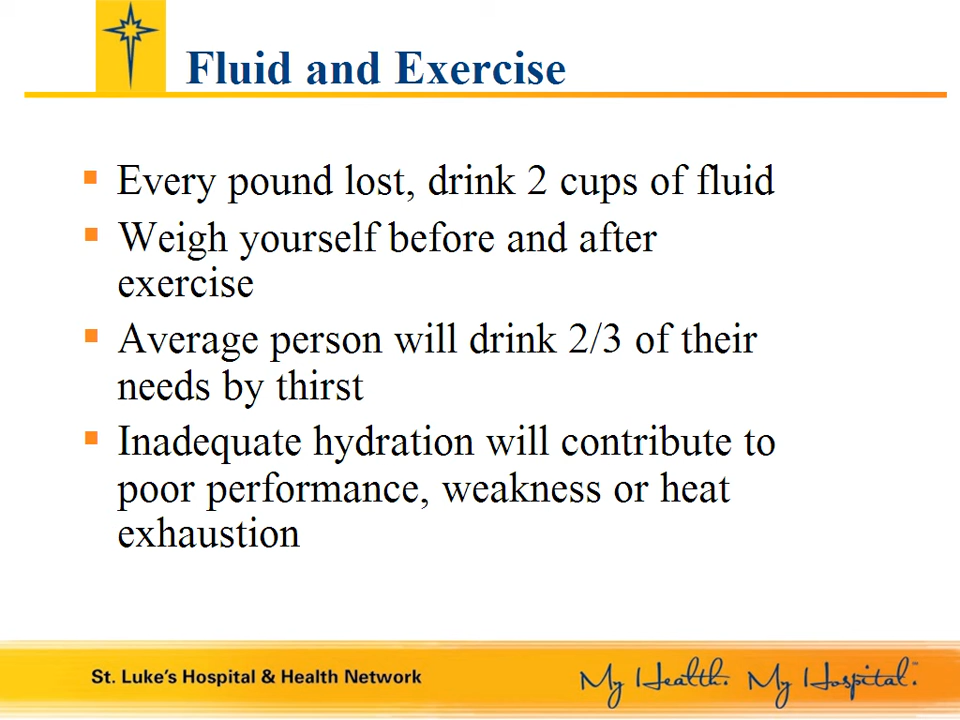 Fluid and Exercise
Every pound lost, drink 2 cups of fluid
Weigh yourself before and after
exercise
Average person will drink 2/3 of their
needs by thirst
Inadequate hydration will contribute to
poor performance, weakness or heat
exhaustion
St. Luke's Hospital & Health Network
My Health. My Hospital.™